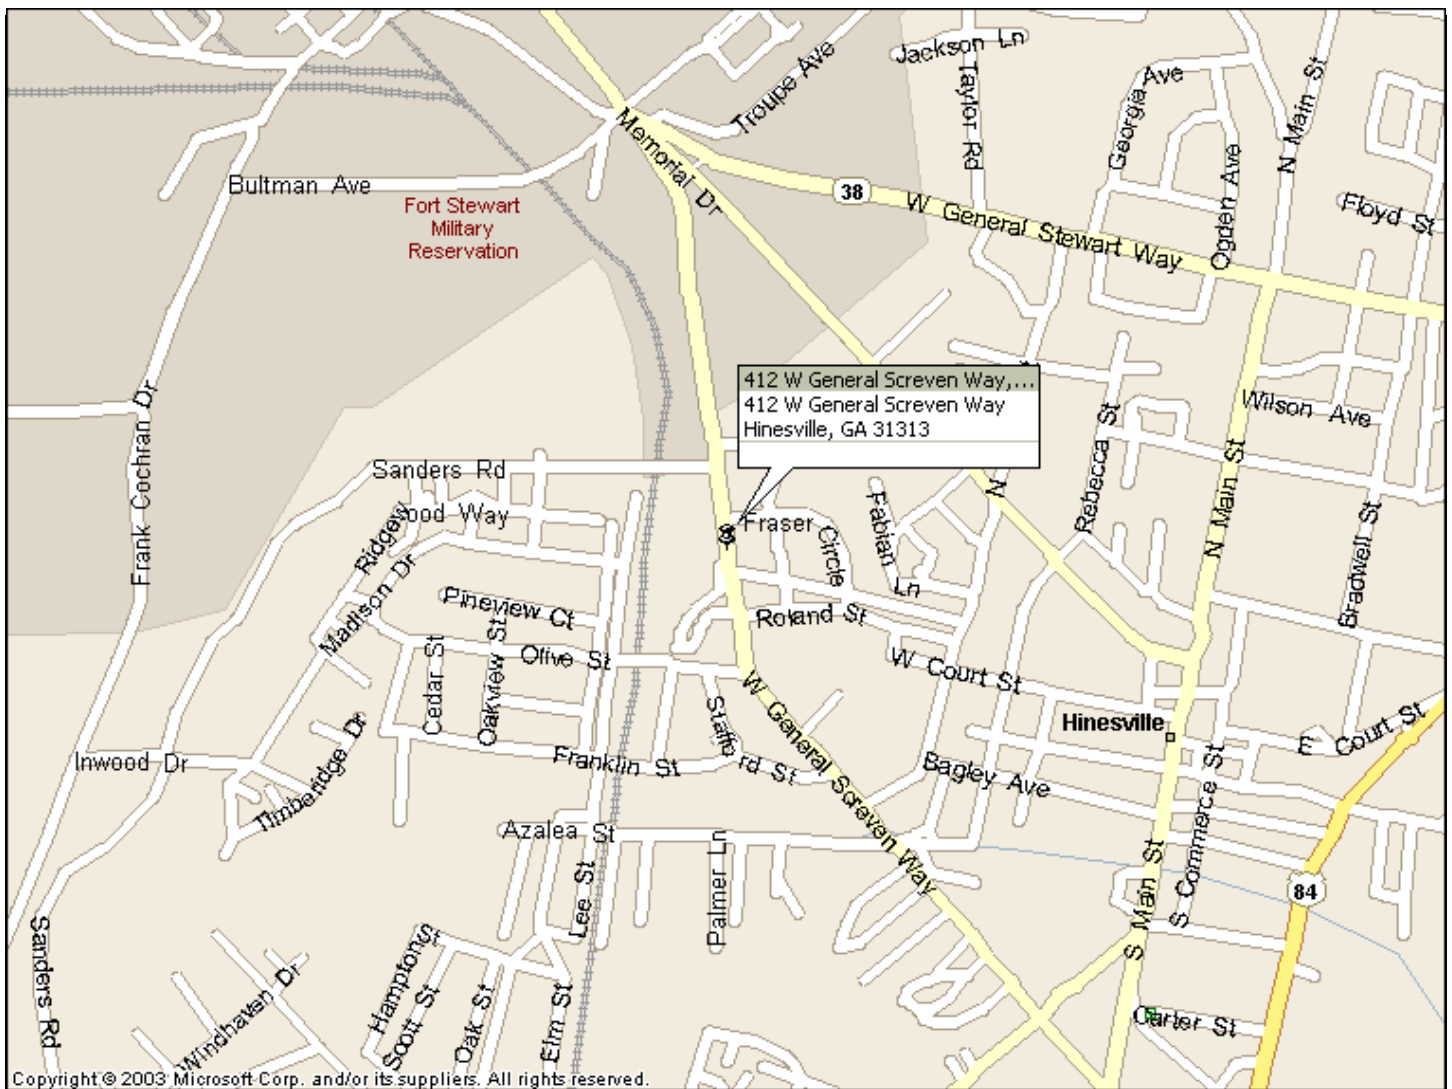 Jackson Ln
Troupe Ave
Taylor Rd
Georgia Ave
N Main St
Memorial Dr
Bultman Ave
38
W General Stewart Way
Ogden Ave
Floyd St
Fort Stewart
Military
Reservation
412 W General Screven Way,...
412 W General Screven Way
Hinesville, GA 31313
Frank Cochran Dr
Wilson Ave
Rebecca St
N Main St
Sanders Rd
N
Bradwell St
Ridgew
ood Way
Fraser Circle
Fabian Ln
Madison Dr
Pineview Ct
Roland St
Olive St
W Court St
Cedar St
Oakview St
Stafford St
W General Screven Way
Hinesville
E Court St
Inwood Dr
Timberidge Dr
Franklin St
Bagley Ave
Azalea St
Palmer Ln
Lee St
S Main St
S Commerce St
84
Sanders Rd
Windhaven Dr
Hampton St
Scott St
Oak St
Elm St
Carter St
Copyright © 2003 Microsoft Corp. and/or its suppliers. All rights reserved.